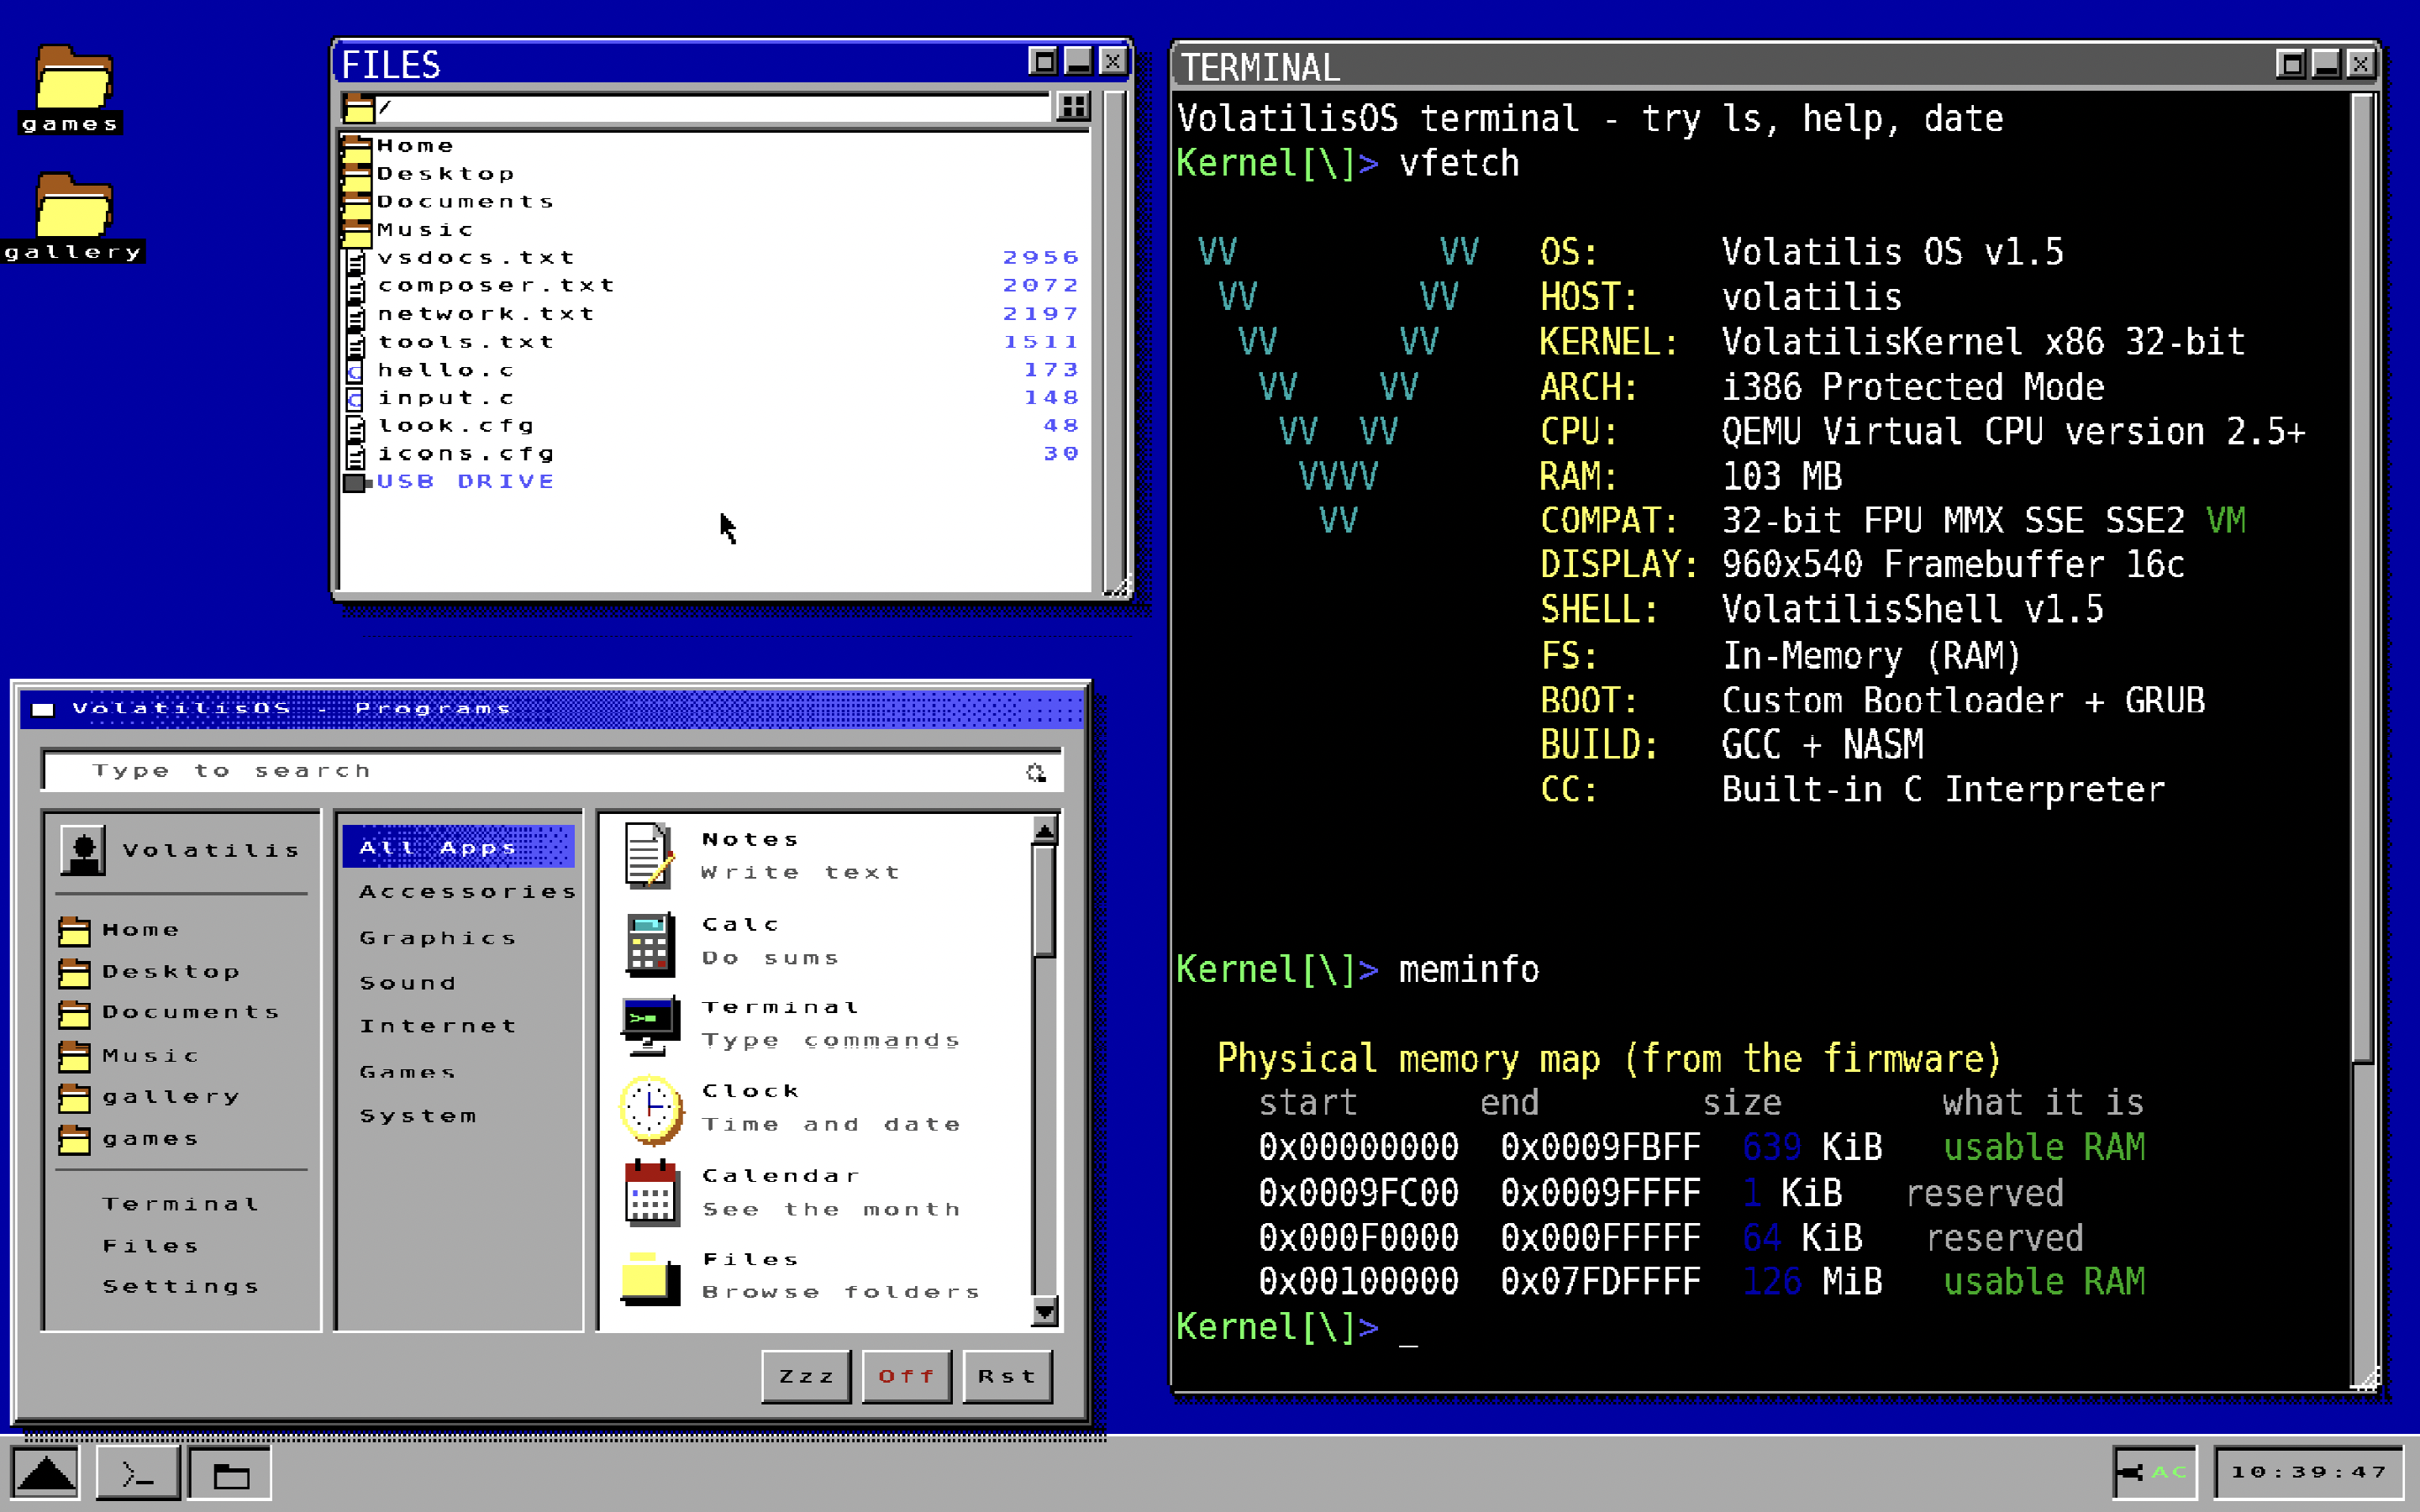 games
gallery
FILES
/
Home
Desktop
Documents
Music
vsdocs.txt 2956
composer.txt 2072
network.txt 2197
tools.txt 1511
hello.c 173
input.c 148
look.cfg 48
icons.cfg 30
USB DRIVE
VolatilisOS - Programs
Type to search
Volatilis
Home
Desktop
Documents
Music
gallery
games
Terminal
Files
Settings
All Apps
Accessories
Graphics
Sound
Internet
Games
System
Notes
Write text
Calc
Do sums
Terminal
Type commands
Clock
Time and date
Calendar
See the month
Files
Browse folders
Zzz Off Rst
TERMINAL
VolatilisOS terminal - try ls, help, date
Kernel[\]> vfetch
VV VV OS: Volatilis OS v1.5
VV VV HOST: volatilis
VV VV KERNEL: VolatilisKernel x86 32-bit
VV VV ARCH: i386 Protected Mode
VV VV CPU: QEMU Virtual CPU version 2.5+
VVVV RAM: 103 MB
VV COMPAT: 32-bit FPU MMX SSE SSE2 VM
DISPLAY: 960x540 Framebuffer 16c
SHELL: VolatilisShell v1.5
FS: In-Memory (RAM)
BOOT: Custom Bootloader + GRUB
BUILD: GCC + NASM
CC: Built-in C Interpreter
Kernel[\]> meminfo
Physical memory map (from the firmware)
start end size what it is
0x00000000 0x0009FBFF 639 KiB usable RAM
0x0009FC00 0x0009FFFF 1 KiB reserved
0x000F0000 0x000FFFFF 64 KiB reserved
0x00100000 0x07FDFFFF 126 MiB usable RAM
Kernel[\]> _
AC
10:39:47